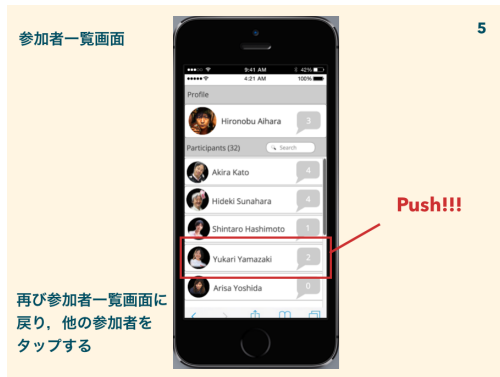 参加者一覧画面
5
9:41 AM
42%
4:21 AM
100%
Profile
Hironobu Aihara
3
Participants (32)
Search
Akira Kato
4
Hideki Sunahara
4
Shintaro Hashimoto
1
Yukari Yamazaki
2
Arisa Yoshida
0
Push!!!
再び参加者一覧画面に
戻り，他の参加者を
タップする